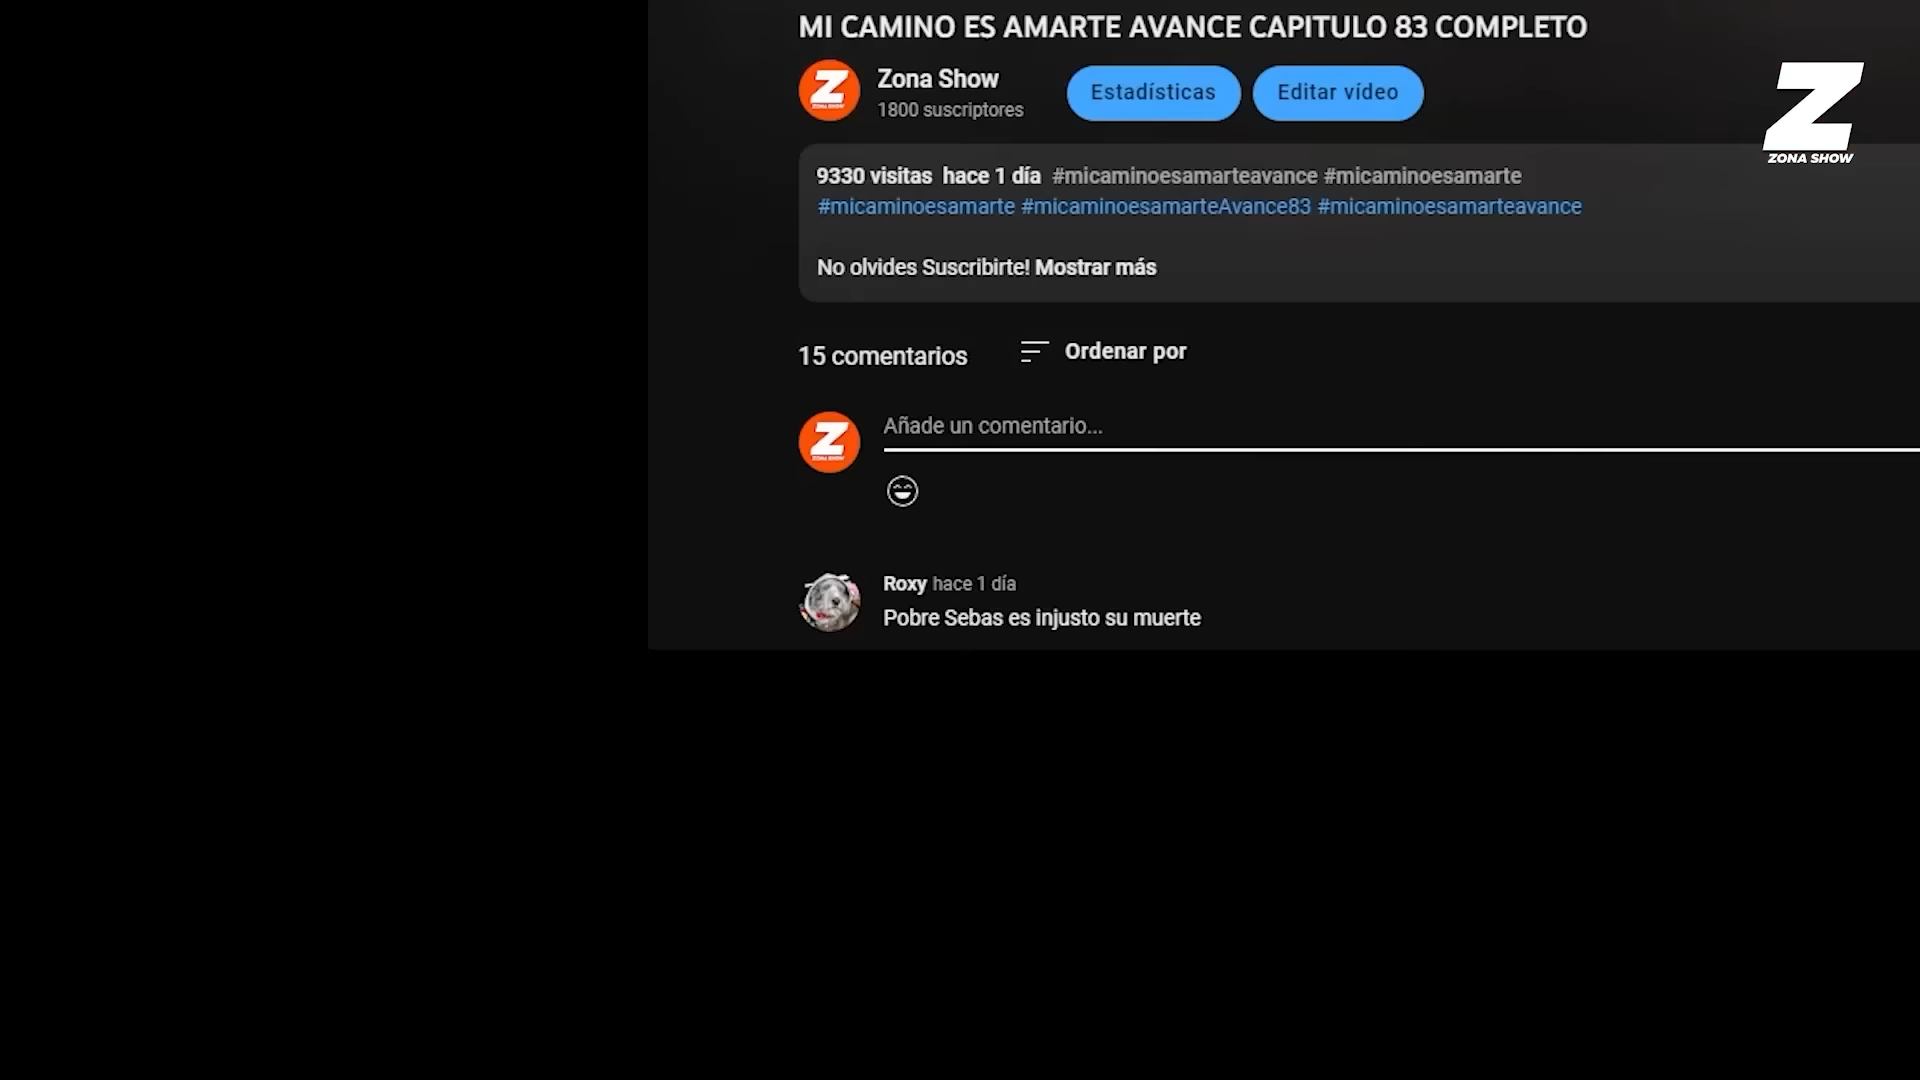 MI CAMINO ES AMARTE AVANCE CAPITULO 83 COMPLETO
Zona Show
1800 suscriptores
Estadísticas
Editar vídeo
Z
ZONA SHOW
9330 visitas hace 1 día #micaminoesamarteavance #micaminoesamarte
#micaminoesamarte #micaminoesamarteAvance83 #micaminoesamarteavance
No olvides Suscribirte! Mostrar más
15 comentarios
Ordenar por
Añade un comentario...
Roxy hace 1 día
Pobre Sebas es injusto su muerte